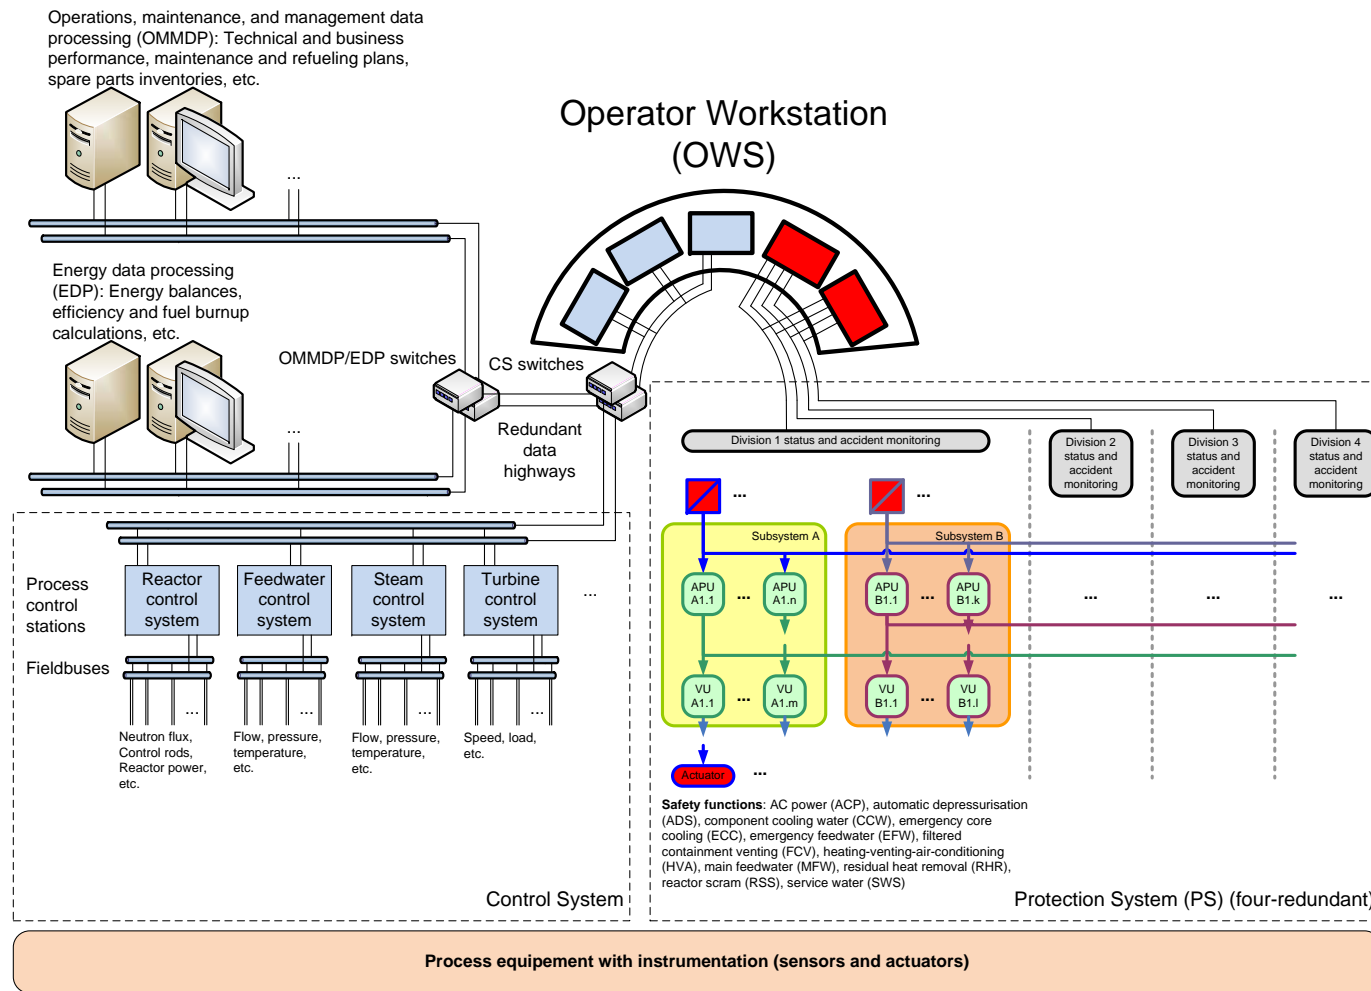 Operations, maintenance, and management data
processing (OMMDP): Technical and business
performance, maintenance and refueling plans,
spare parts inventories, etc.
...
Operator Workstation
(OWS)
Energy data processing
(EDP): Energy balances,
efficiency and fuel burnup
calculations, etc.
...
OMMDP/EDP switches
CS switches
Redundant
data
highways
Process
control
stations
Reactor
control
system
Feedwater
control
system
Steam
control
system
Turbine
control
system
...
Fieldbuses
...
...
...
...
Neutron flux,
Control rods,
Reactor power,
etc.
Flow, pressure,
temperature,
etc.
Flow, pressure,
temperature,
etc.
Speed, load,
etc.
Control System
Division 1 status and accident monitoring
Division 2
status and
accident
monitoring
Division 3
status and
accident
monitoring
Division 4
status and
accident
monitoring
...
...
Subsystem A
Subsystem B
APU
A1.1
...
APU
A1.n
APU
B1.1
...
APU
B1.k
...
...
...
VU
A1.1
...
VU
A1.m
VU
B1.1
...
VU
B1.l
Actuator
...
Safety functions: AC power (ACP), automatic depressurisation
(ADS), component cooling water (CCW), emergency core
cooling (ECC), emergency feedwater (EFW), filtered
containment venting (FCV), heating-venting-air-conditioning
(HVA), main feedwater (MFW), residual heat removal (RHR),
reactor scram (RSS), service water (SWS)
Protection System (PS) (four-redundant)
Process equipement with instrumentation (sensors and actuators)